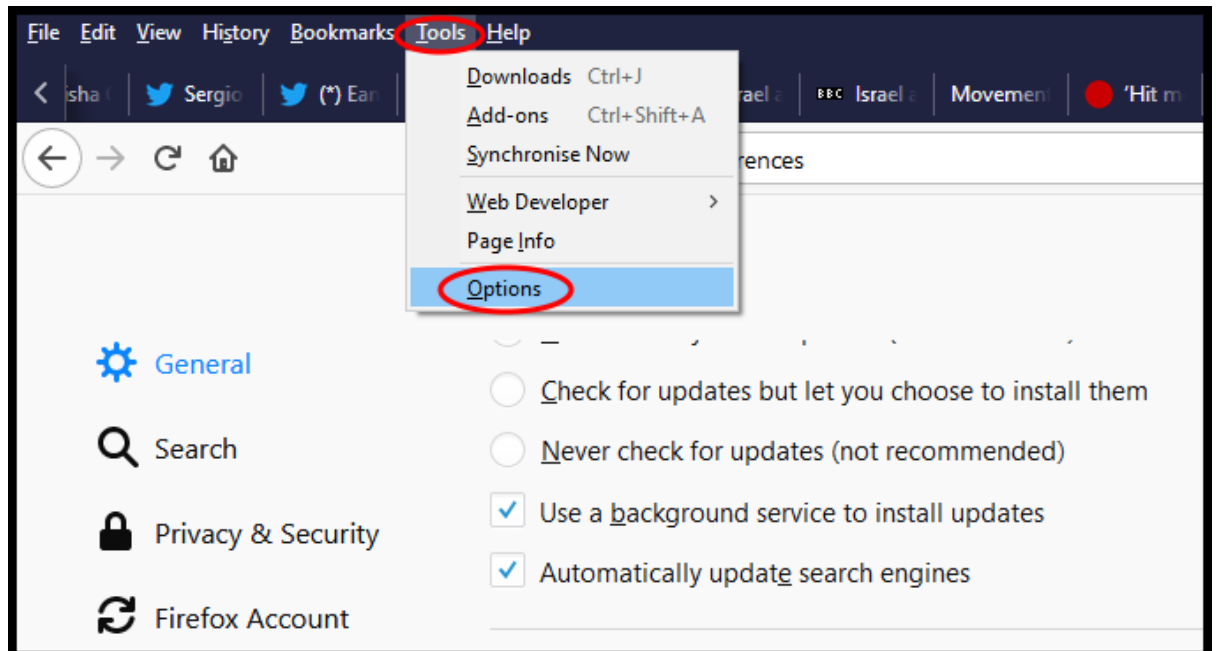 File Edit View History Bookmarks Tools Help
Downloads Ctrl+J
sha Sergio (*) Ean rael a BBC Israel a Movement 'Hit m
Add-ons Ctrl+Shift+A
Synchronise Now
rences
Web Developer
Page Info
Options
General
Check for updates but let you choose to install them
Search
Never check for updates (not recommended)
Use a background service to install updates
Privacy & Security
Automatically update search engines
Firefox Account